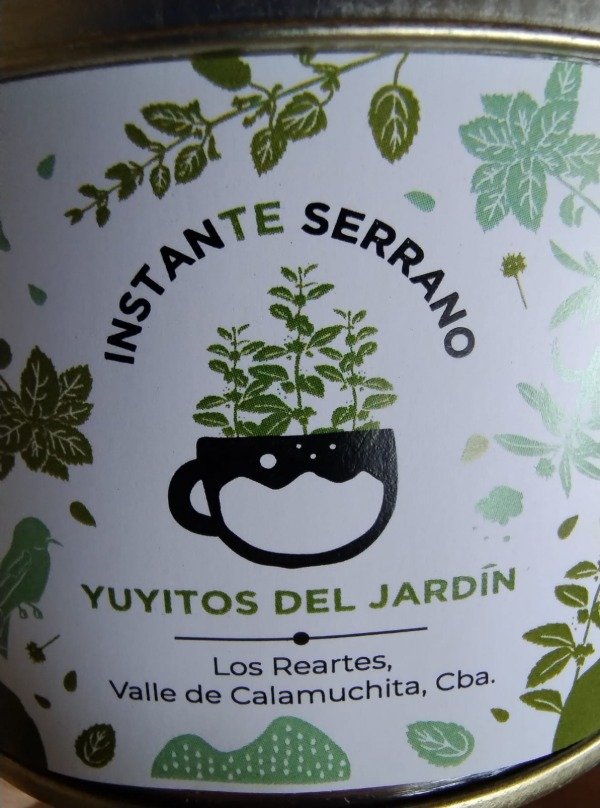 INSTANTE SERRANO
YUYITOS DEL JARDÍN
Los Reartes,
Valle de Calamuchita, Cba.